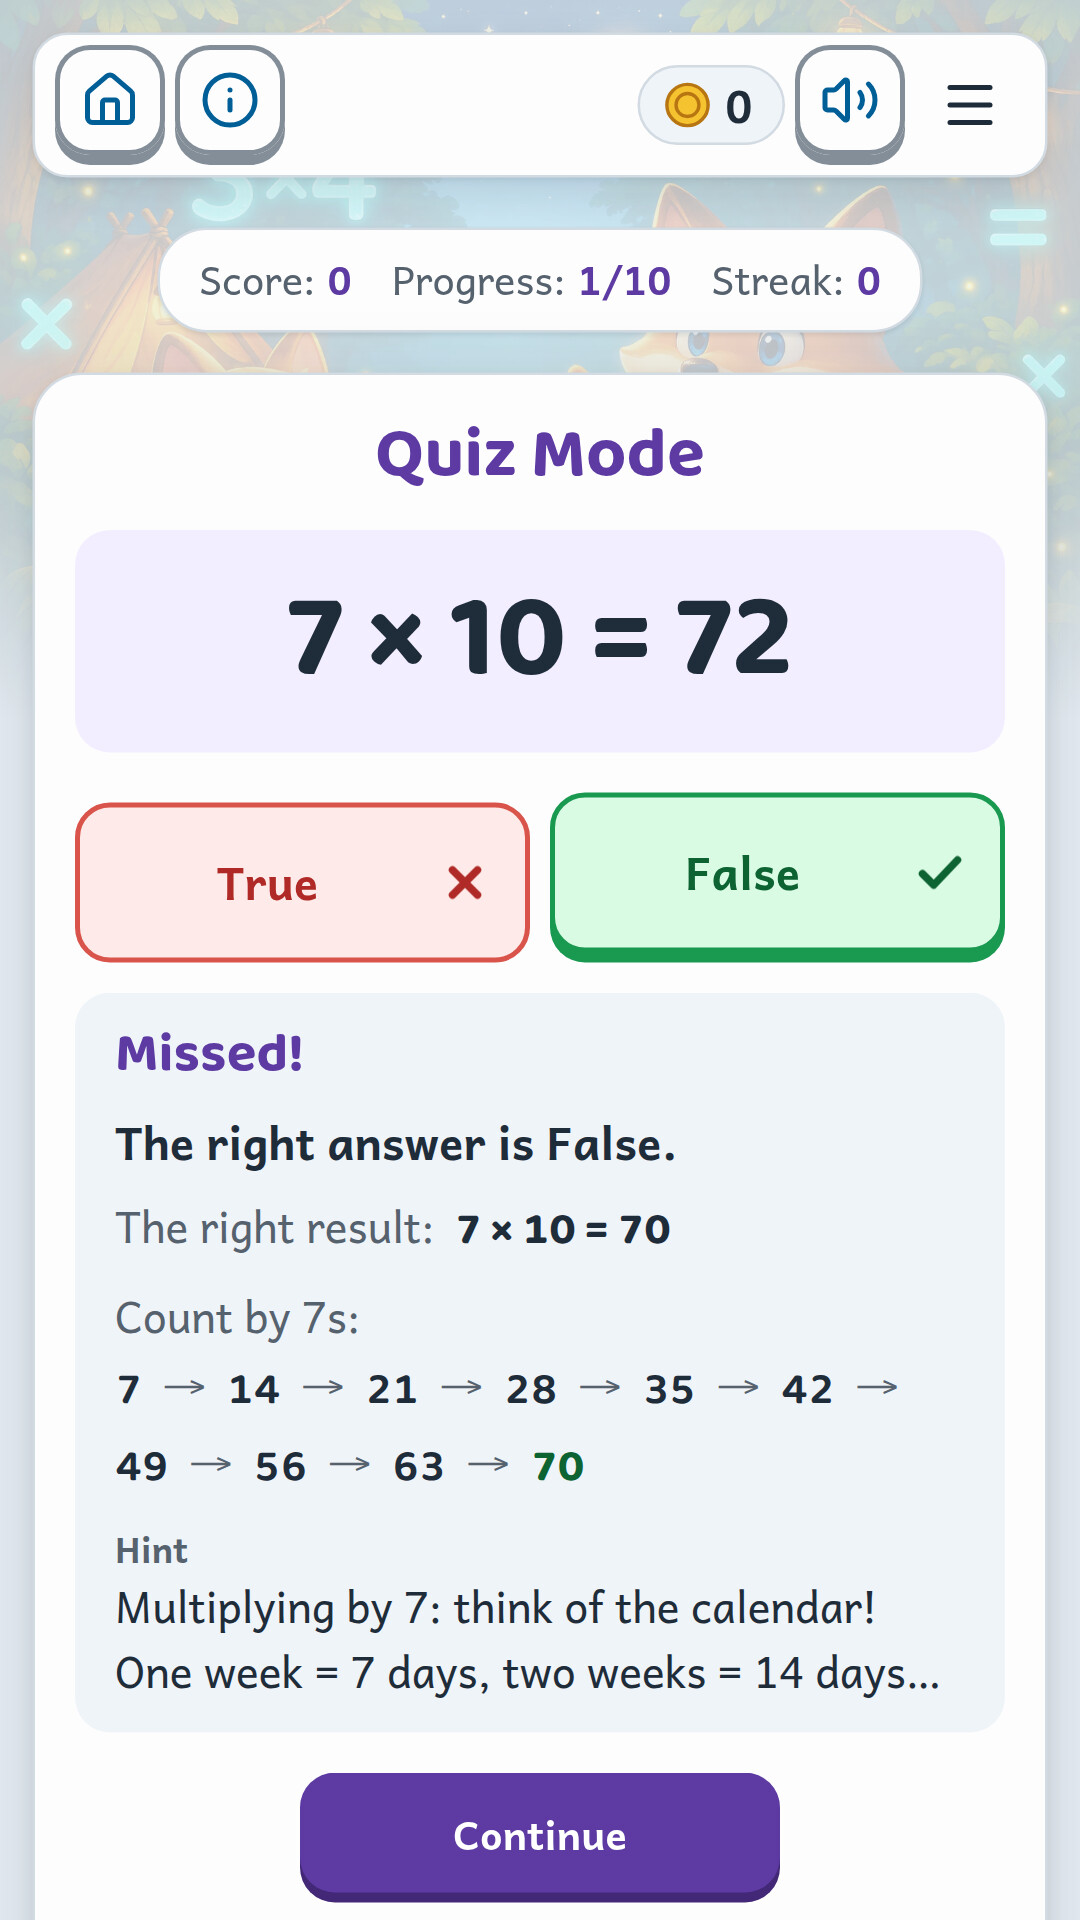 0
3×4
=
Score: 0 Progress: 1/10 Streak: 0
×
×
Quiz Mode
7 × 10 = 72
True
False
Missed!
The right answer is False.
The right result: 7 × 10 = 70
Count by 7s:
7 → 14 → 21 → 28 → 35 → 42 →
49 → 56 → 63 → 70
Hint
Multiplying by 7: think of the calendar!
One week = 7 days, two weeks = 14 days...
Continue